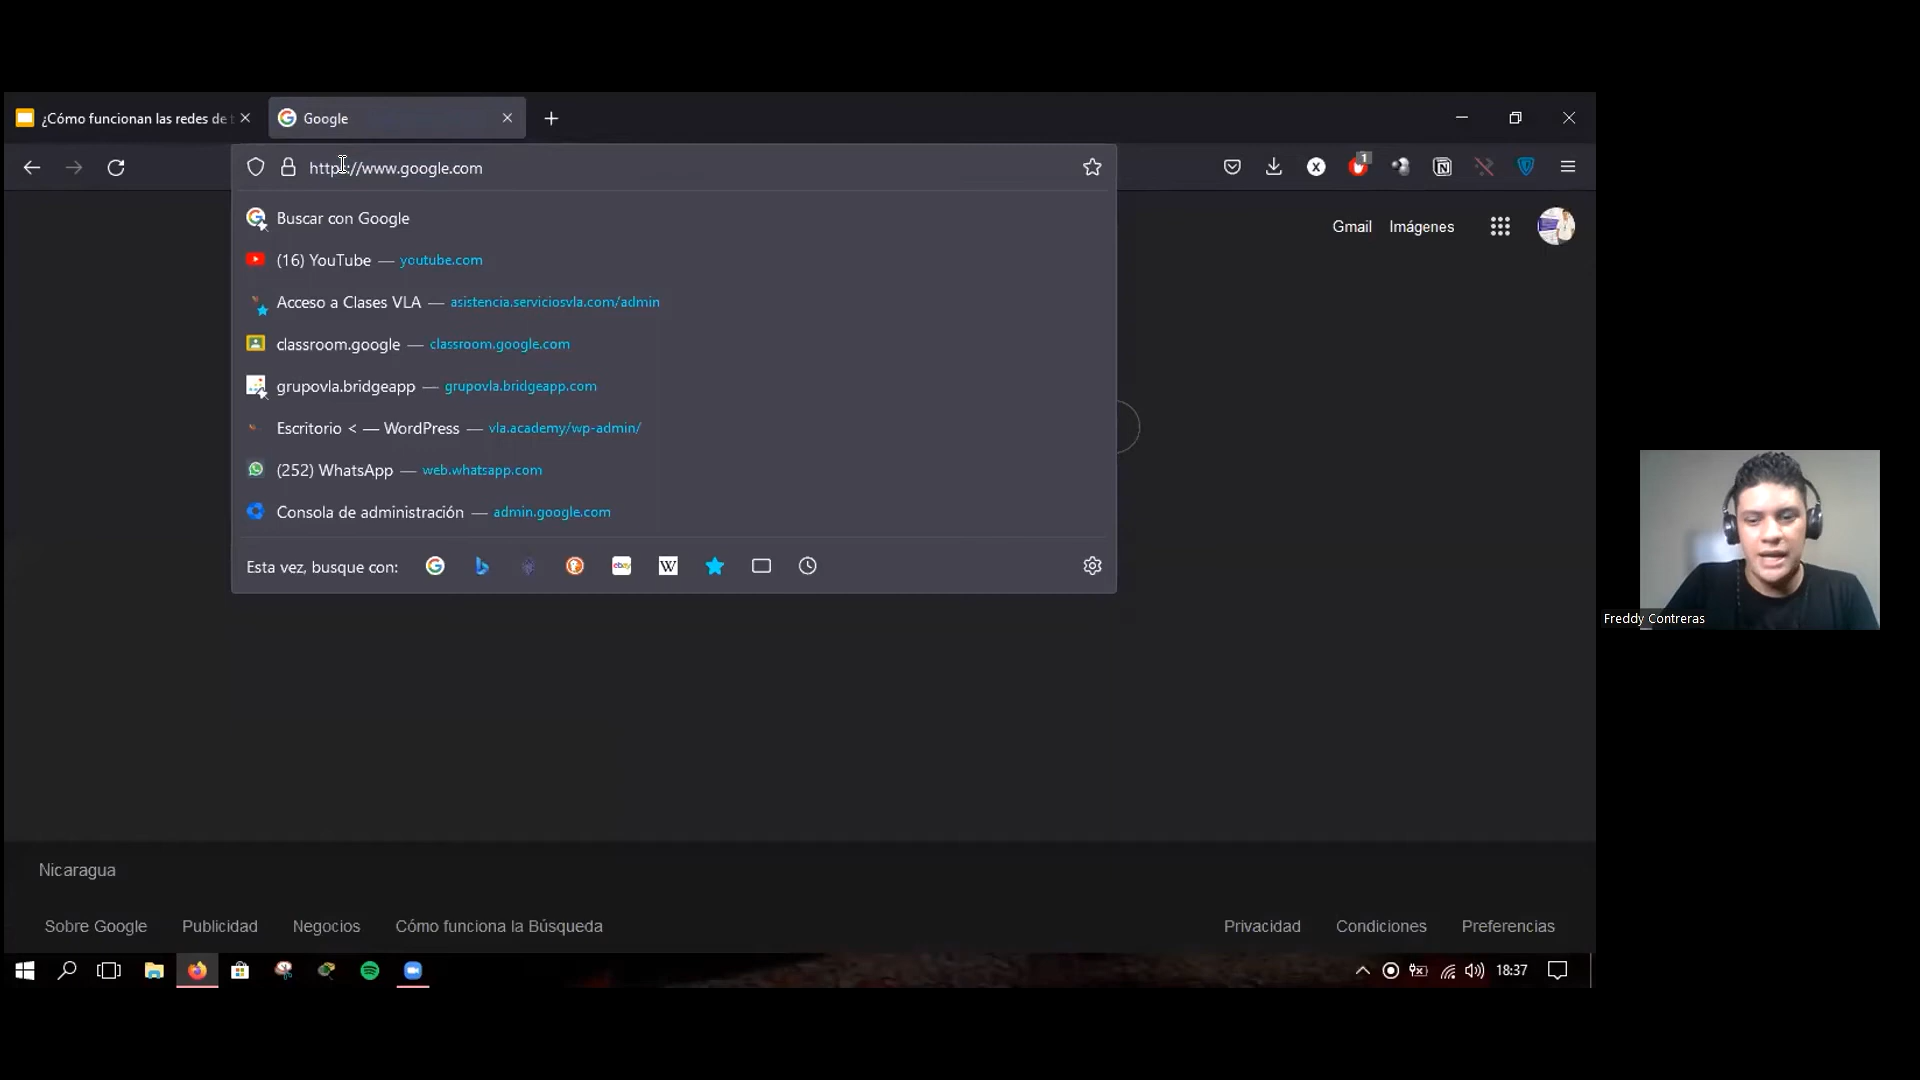 ¿Cómo funcionan las redes de
Google
https://www.google.com
1
Buscar con Google
(16) YouTube — youtube.com
Acceso a Clases VLA — asistencia.serviciosvla.com/admin
classroom.google — classroom.google.com
grupovla.bridgeapp — grupovla.bridgeapp.com
Escritorio < — WordPress — vla.academy/wp-admin/
(252) WhatsApp — web.whatsapp.com
Consola de administración — admin.google.com
Esta vez, busque con:
ebay
W
Gmail Imágenes
Freddy Contreras
Nicaragua
Sobre Google Publicidad Negocios Cómo funciona la Búsqueda
Privacidad Condiciones Preferencias
18:37